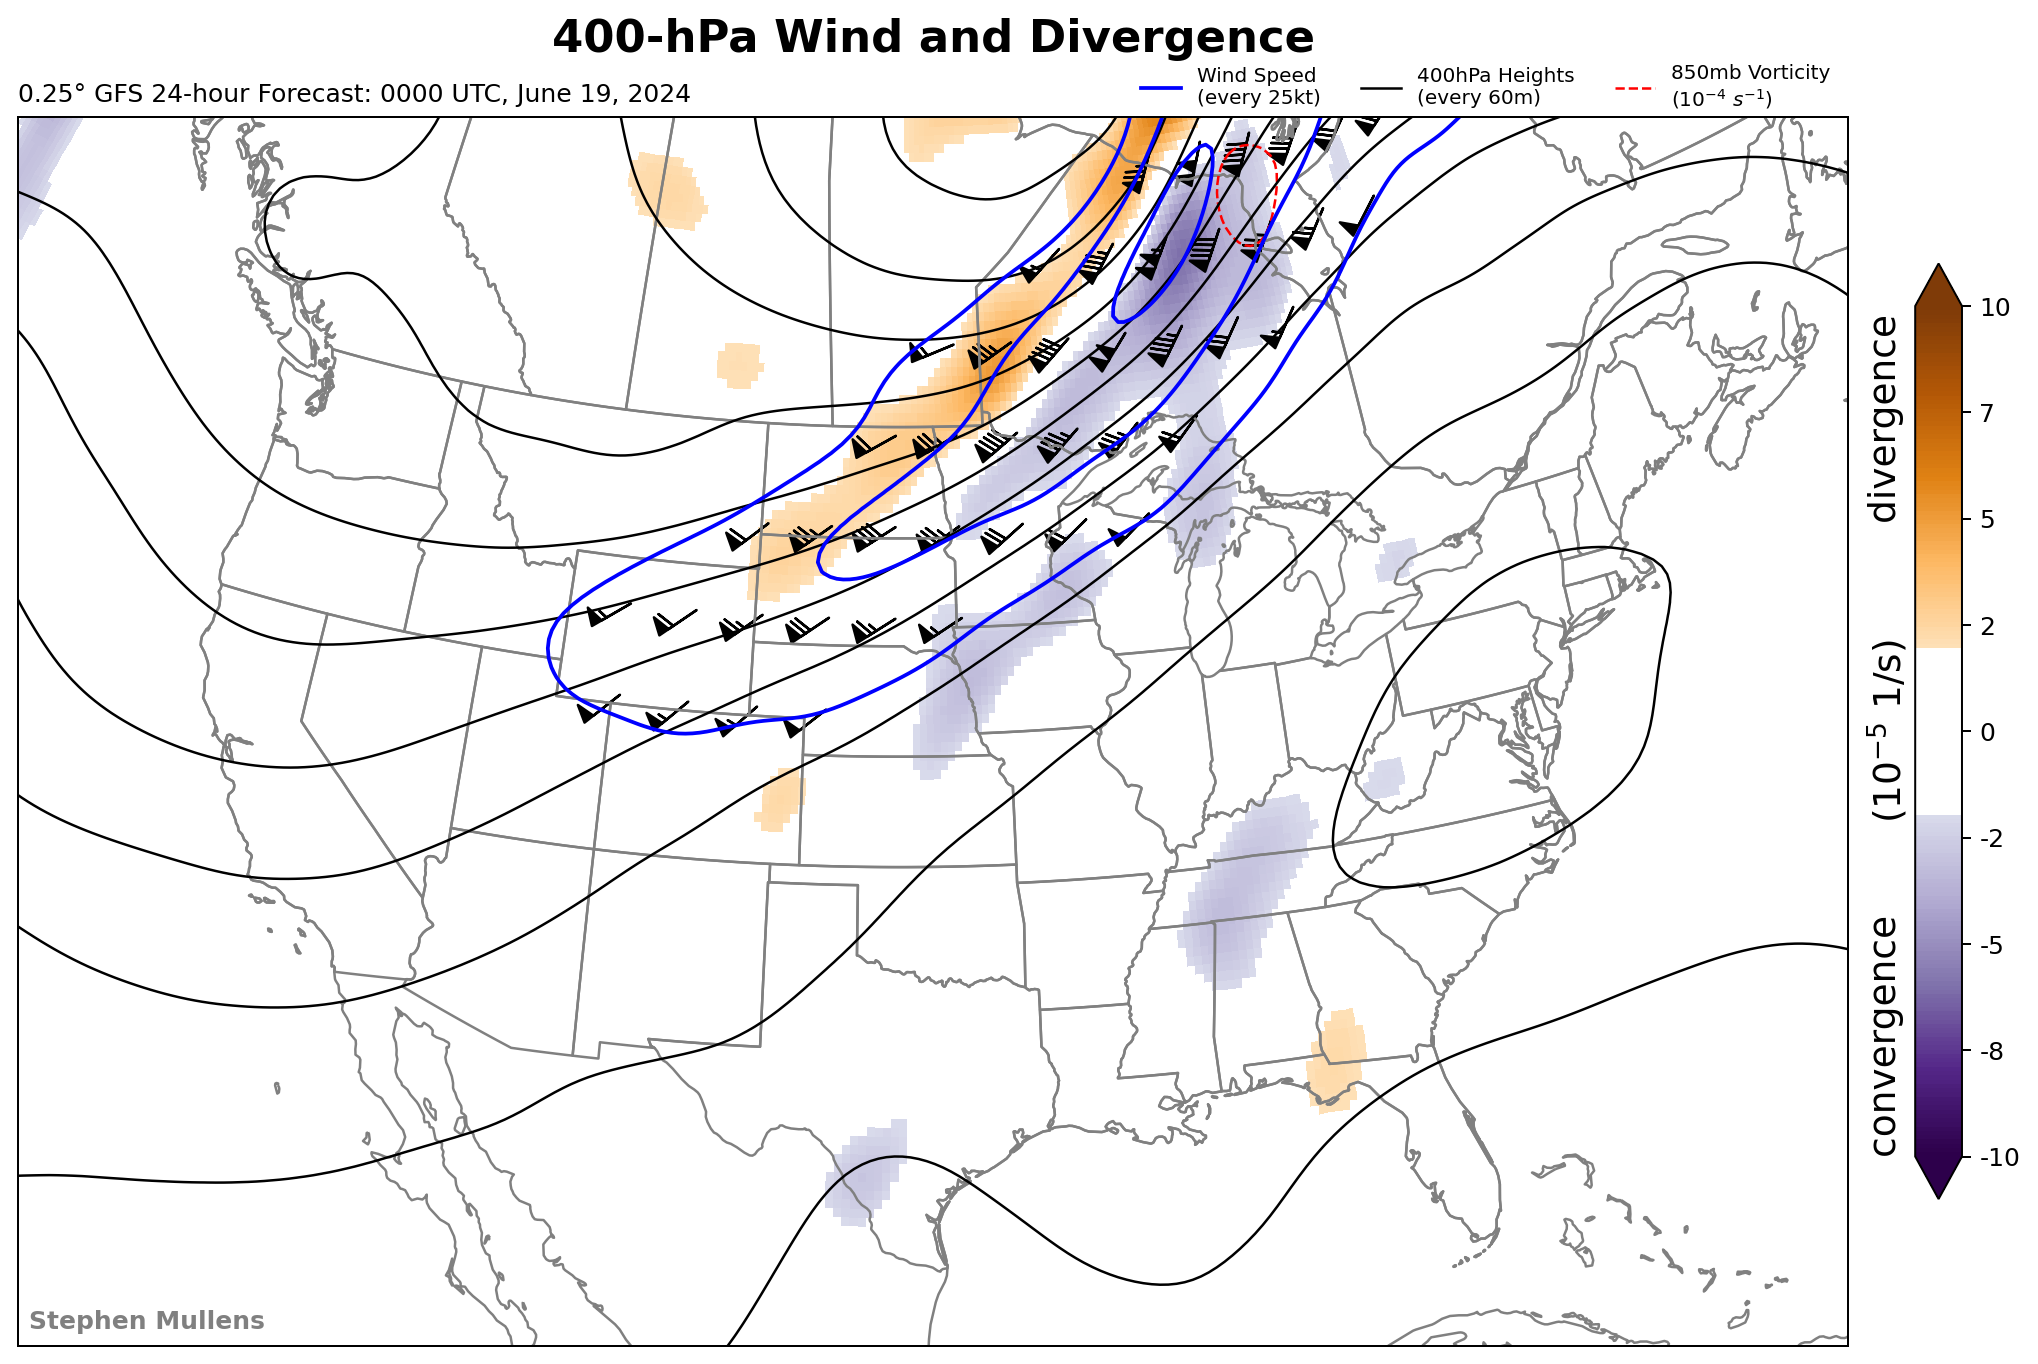 400-hPa Wind and Divergence
0.25° GFS 24-hour Forecast: 0000 UTC, June 19, 2024
Wind Speed
(every 25kt)
400hPa Heights
(every 60m)
850mb Vorticity
(10⁻⁴ s⁻¹)
10
7
5
2
0
-2
-5
-8
-10
convergence (10⁻⁵ 1/s) divergence
Stephen Mullens